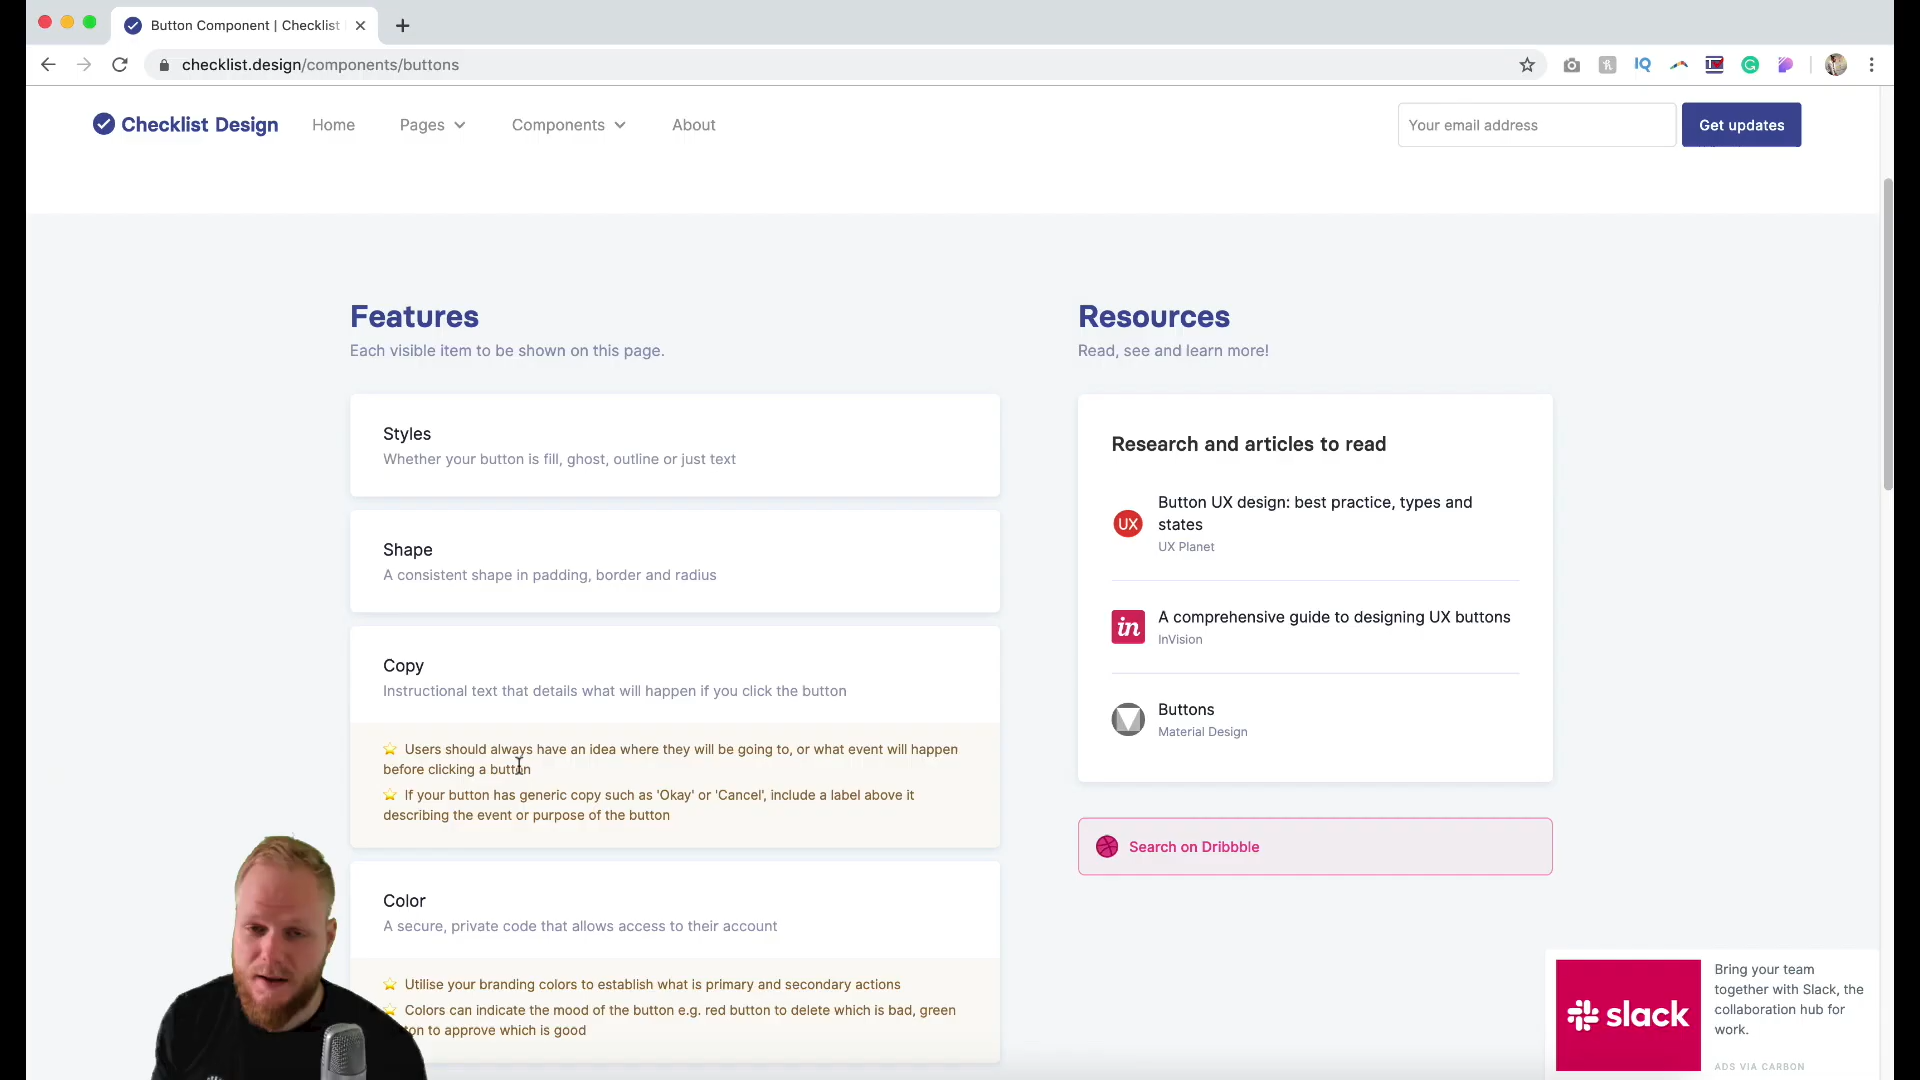 Button Component | Checklist
checklist.design/components/buttons
Checklist Design
Home
Pages
Components
About
Your email address
Get updates
Features
Each visible item to be shown on this page.
Styles
Whether your button is fill, ghost, outline or just text
Shape
A consistent shape in padding, border and radius
Copy
Instructional text that details what will happen if you click the button
Users should always have an idea where they will be going to, or what event will happen
before clicking a button
If your button has generic copy such as 'Okay' or 'Cancel', include a label above it
describing the event or purpose of the button
Color
A secure, private code that allows access to their account
Utilise your branding colors to establish what is primary and secondary actions
Colors can indicate the mood of the button e.g. red button to delete which is bad, green
to approve which is good
Resources
Read, see and learn more!
Research and articles to read
UX
Button UX design: best practice, types and
states
UX Planet
in
A comprehensive guide to designing UX buttons
InVision
Buttons
Material Design
Search on Dribbble
slack
Bring your team
together with Slack, the
collaboration hub for
work.
ADS VIA CARBON
IQ